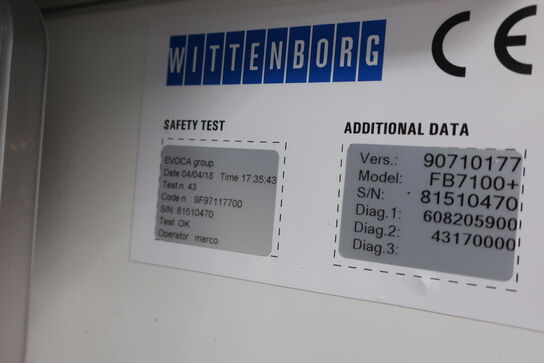 WITTENBORG
CE
SAFETY TEST
EVOCA group.
Date 04/04/18 Time 17:35:43
Test n. 43
Code n : 9F97117700
S/N: 81510470
Test OK
Operator : marco
ADDITIONAL DATA
Vers.: 90710177
Model: FB7100+
S/N: 81510470
Diag.1: 608205900
Diag.2: 43170000
Diag.3: